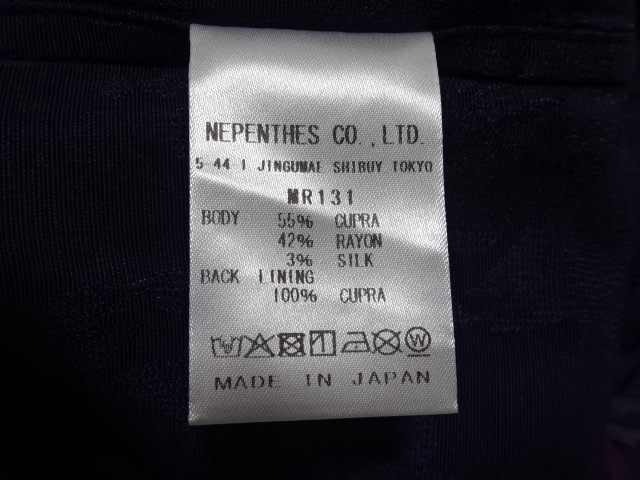 NEPENTHES CO.,LTD.
5 44 1 JINGUMAE SHIBUY TOKYO
MR131
BODY 55% CUPRA
42% RAYON
3% SILK
BACK LINING
100% CUPRA
W
MADE IN JAPAN